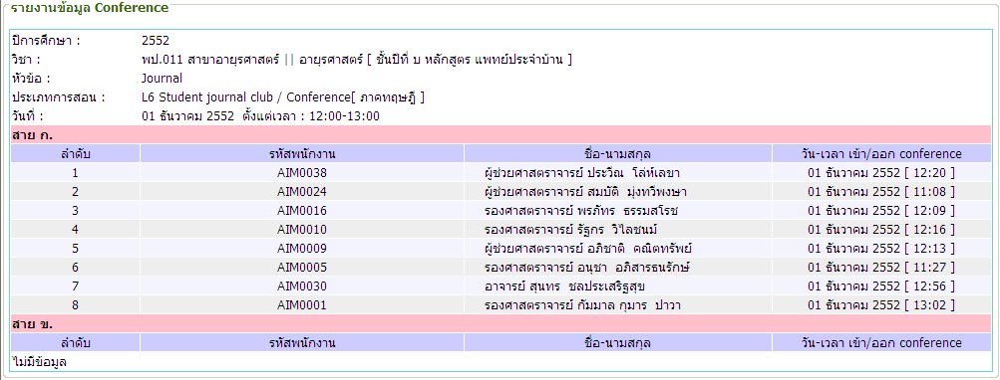 รายงานข้อมูล Conference
ปีการศึกษา : 2552
วิชา : พป.011 สาขาอายุรศาสตร์ || อายุรศาสตร์ [ ชั้นปีที่ บ หลักสูตร แพทย์ประจำบ้าน ]
หัวข้อ : Journal
ประเภทการสอน : L6 Student journal club / Conference[ ภาคทฤษฎี ]
วันที่ : 01 ธันวาคม 2552 ตั้งแต่เวลา : 12:00-13:00
สาย ก.
ลำดับ รหัสพนักงาน ชื่อ-นามสกุล วัน-เวลา เข้า/ออก conference
1 AIM0038 ผู้ช่วยศาสตราจารย์ ประวีณ โล่ห์เลขา 01 ธันวาคม 2552 [ 12:20 ]
2 AIM0024 ผู้ช่วยศาสตราจารย์ สมบัติ มุ่งทวีพงษา 01 ธันวาคม 2552 [ 11:08 ]
3 AIM0016 รองศาสตราจารย์ พรภัทร ธรรมสโรช 01 ธันวาคม 2552 [ 12:09 ]
4 AIM0010 รองศาสตราจารย์ รัฐกร วิไลชนม์ 01 ธันวาคม 2552 [ 12:16 ]
5 AIM0009 ผู้ช่วยศาสตราจารย์ อภิชาติ คณิตทรัพย์ 01 ธันวาคม 2552 [ 12:13 ]
6 AIM0005 รองศาสตราจารย์ อนุชา อภิสารธนรักษ์ 01 ธันวาคม 2552 [ 11:27 ]
7 AIM0030 อาจารย์ สุนทร ชลประเสริฐสุข 01 ธันวาคม 2552 [ 12:56 ]
8 AIM0001 รองศาสตราจารย์ กัมมาล กุมาร ปาวา 01 ธันวาคม 2552 [ 13:02 ]
สาย ข.
ลำดับ รหัสพนักงาน ชื่อ-นามสกุล วัน-เวลา เข้า/ออก conference
ไม่มีข้อมูล